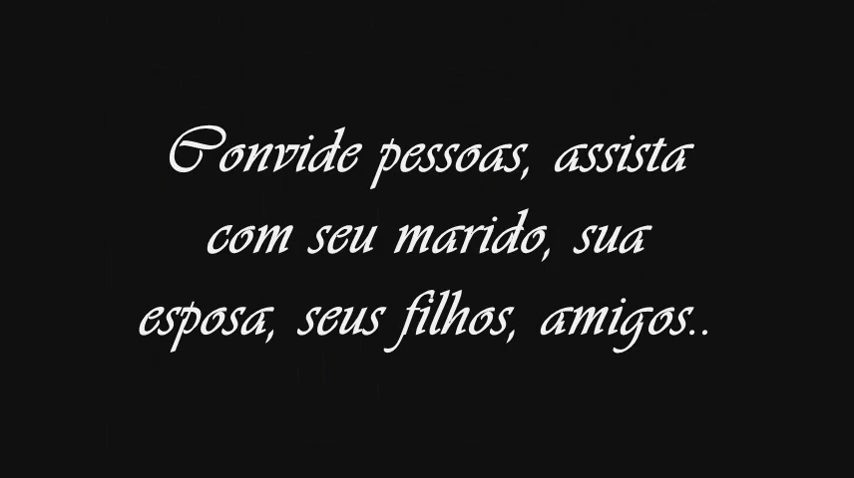 Convide pessoas, assista
com seu marido, sua
esposa, seus filhos, amigos..